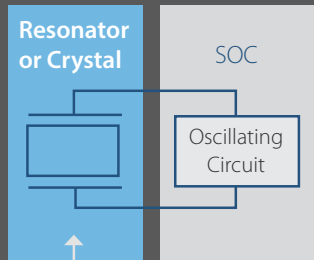 Resonator
or Crystal
SOC
Oscillating
Circuit